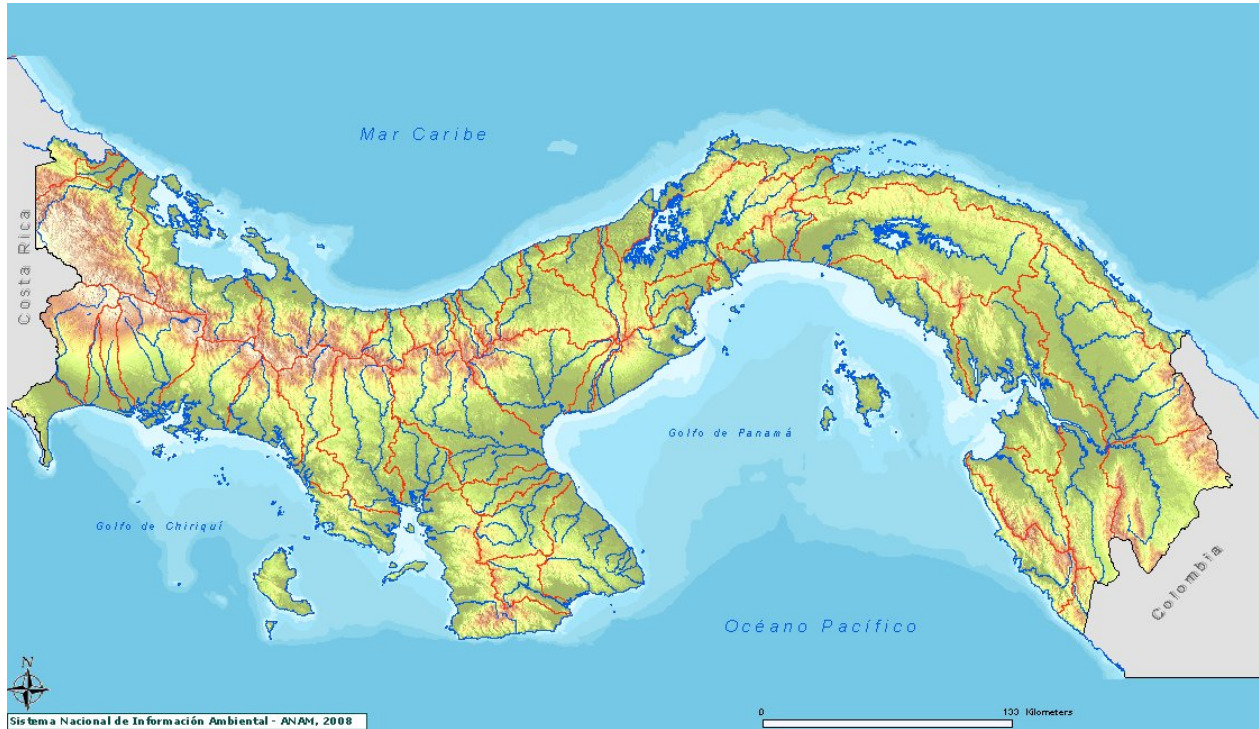 Mar Caribe
Costa Rica
Golfo de Panamá
Golfo de Chiriquí
Colombia
Océano Pacífico
N
0 133 Kilometers
Sistema Nacional de Información Ambiental - ANAM, 2008